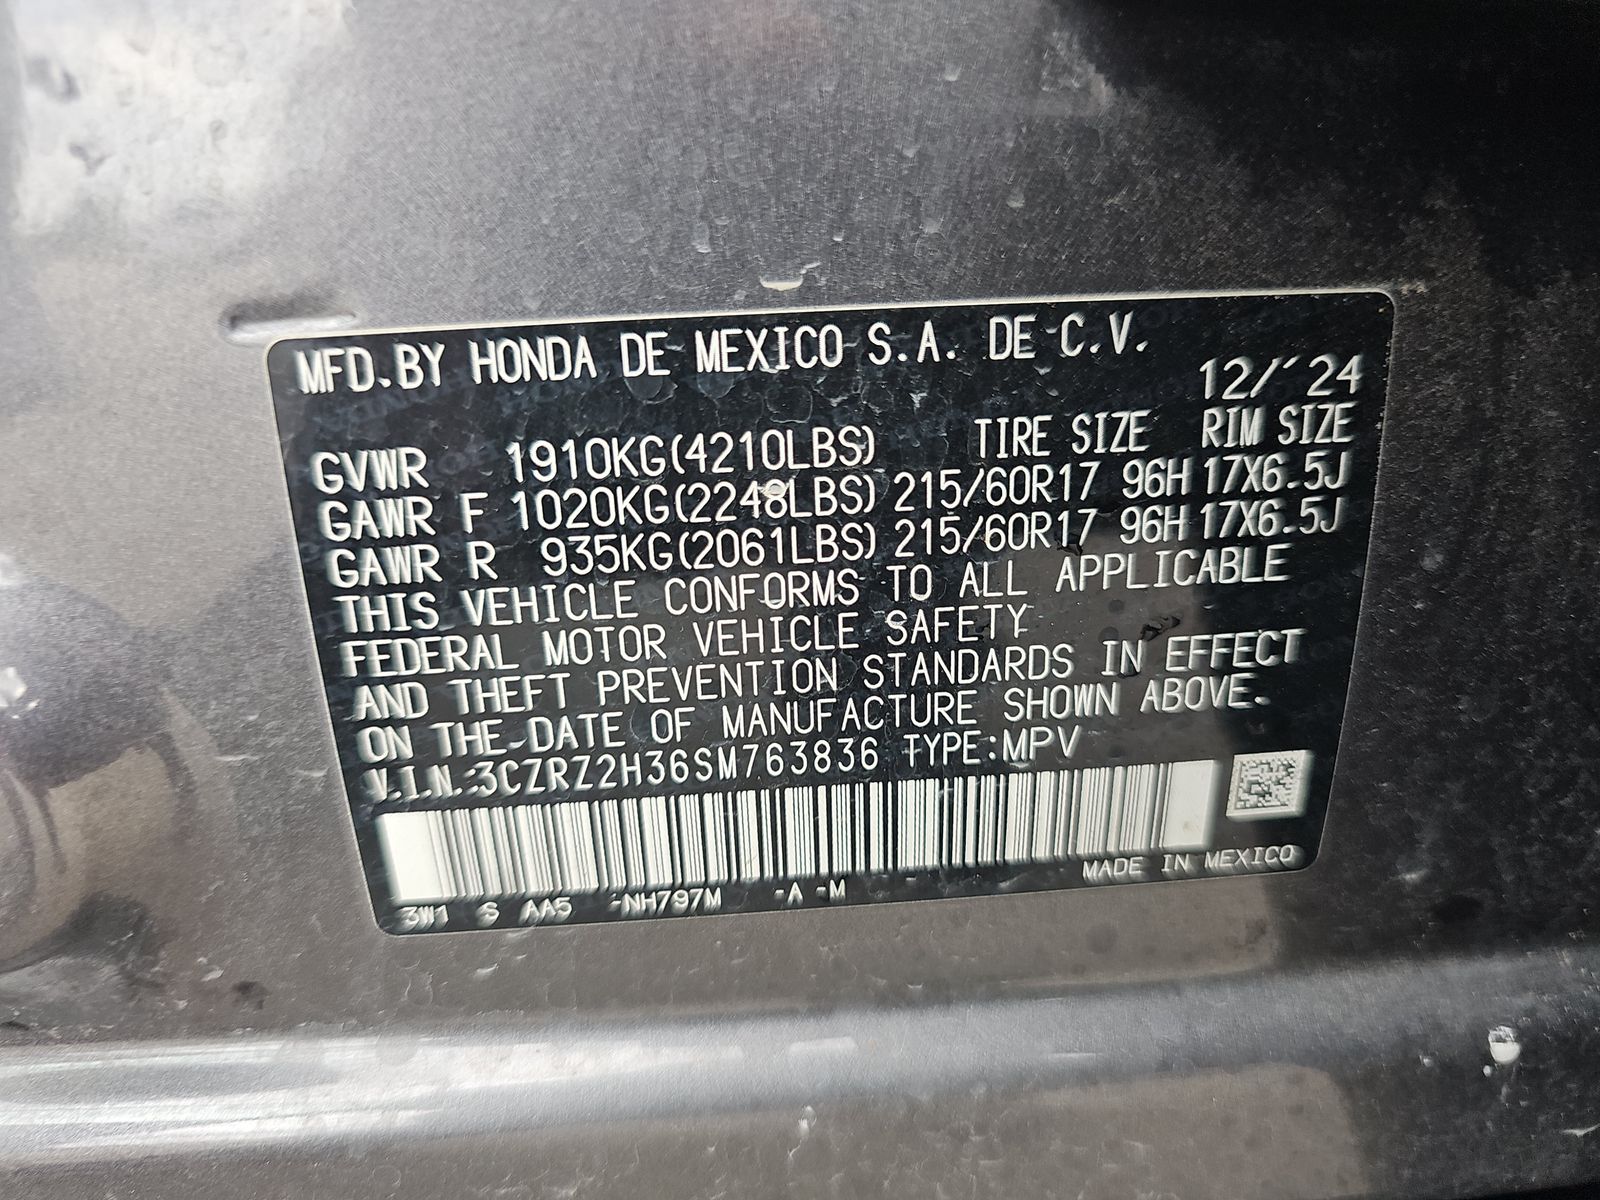 MFD.BY HONDA DE MEXICO S.A. DE C.V.
12/'24
TIRE SIZE RIM SIZE
GVWR 1910KG(4210LBS)
GAWR F 1020KG(2248LBS) 215/60R17 96H 17X6.5J
GAWR R 935KG(2061LBS) 215/60R17 96H 17X6.5J
THIS VEHICLE CONFORMS TO ALL APPLICABLE
FEDERAL MOTOR VEHICLE SAFETY
AND THEFT PREVENTION STANDARDS IN EFFECT
ON THE DATE OF MANUFACTURE SHOWN ABOVE.
V.I.N.:3CZRZ2H36SM763836 TYPE:MPV
MADE IN MEXICO
3W1 S AA5 -NH797M -A -M